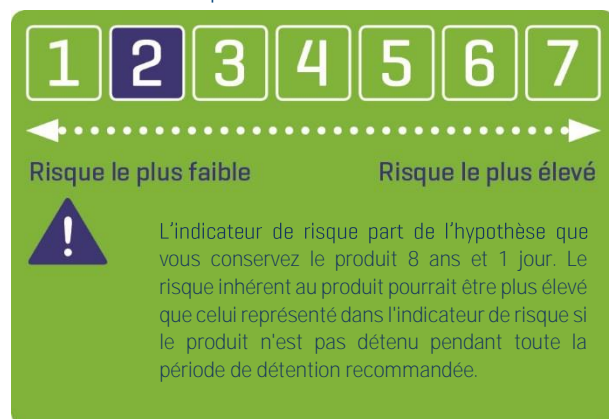 1 2 3 4 5 6 7
Risque le plus faible Risque le plus élevé
!
L'indicateur de risque part de l'hypothèse que
vous conservez le produit 8 ans et 1 jour. Le
risque inhérent au produit pourrait être plus élevé
que celui représenté dans l'indicateur de risque si
le produit n'est pas détenu pendant toute la
période de détention recommandée.